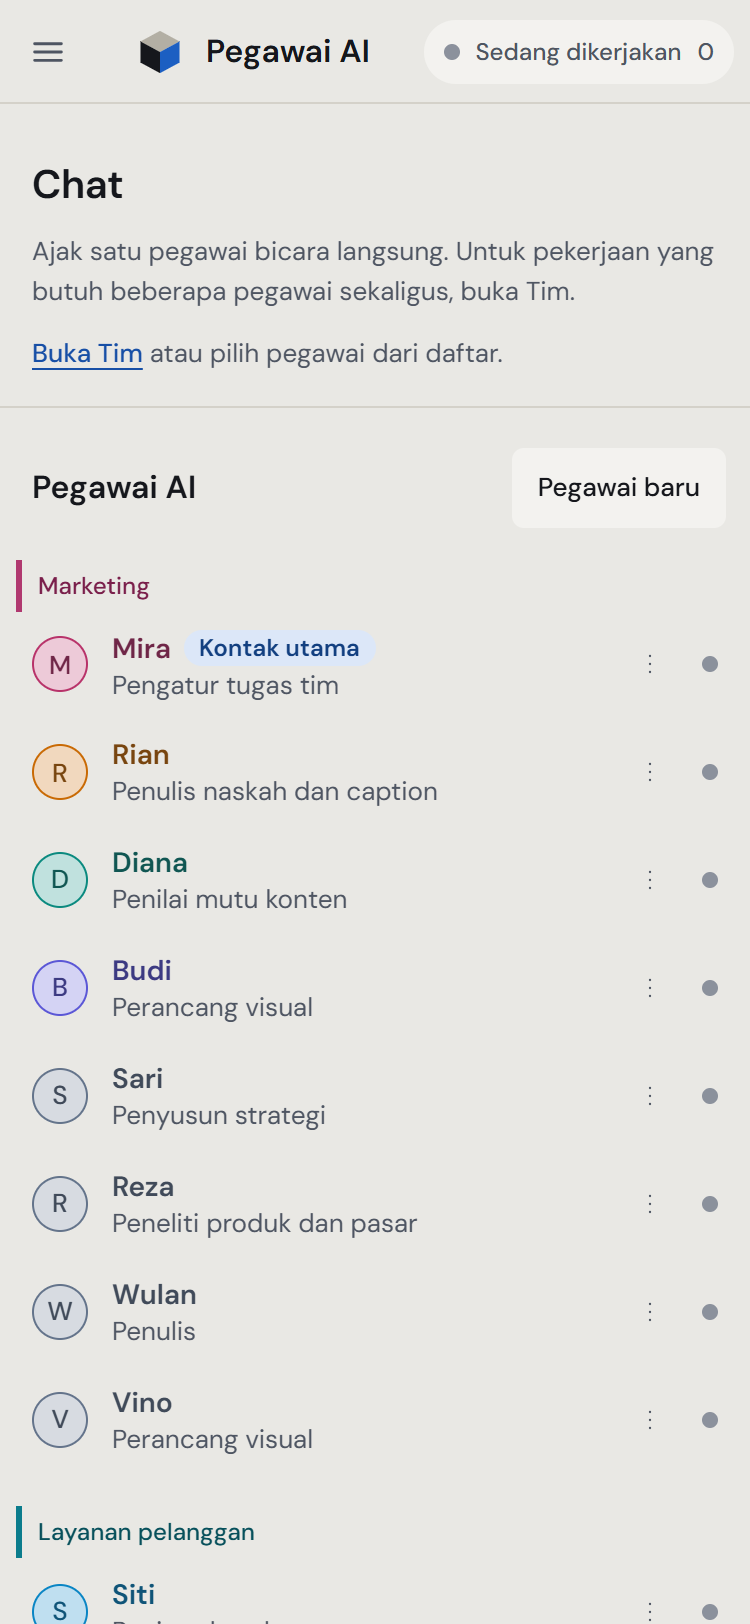 Pegawai AI
Sedang dikerjakan 0
Chat
Ajak satu pegawai bicara langsung. Untuk pekerjaan yang
butuh beberapa pegawai sekaligus, buka Tim.
Buka Tim atau pilih pegawai dari daftar.
Pegawai AI
Pegawai baru
Marketing
M
Mira Kontak utama
Pengatur tugas tim
R
Rian
Penulis naskah dan caption
D
Diana
Penilai mutu konten
B
Budi
Perancang visual
S
Sari
Penyusun strategi
R
Reza
Peneliti produk dan pasar
W
Wulan
Penulis
V
Vino
Perancang visual
Layanan pelanggan
S
Siti